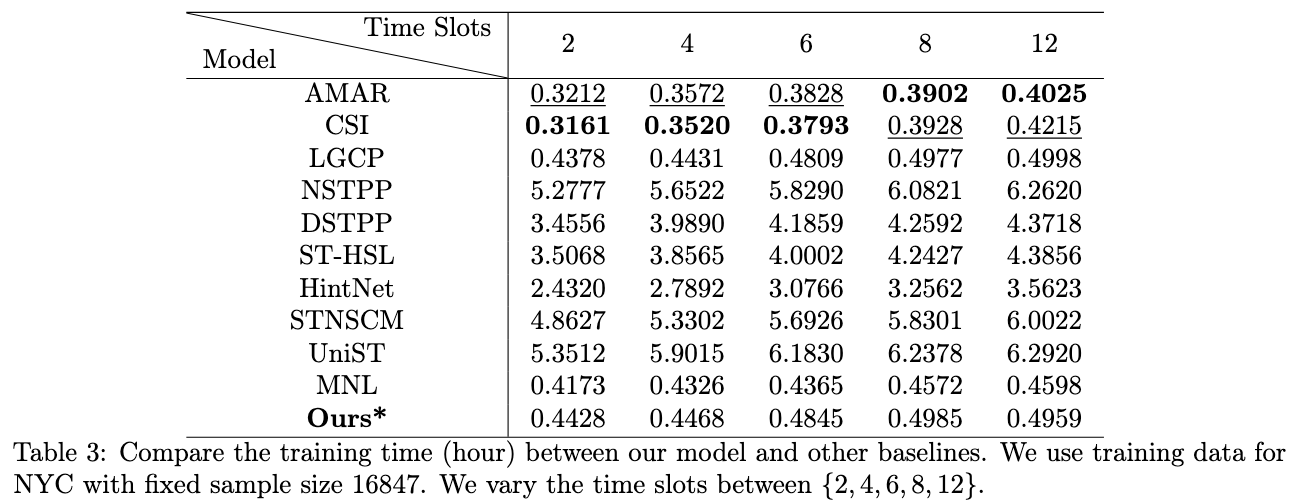 Time Slots
Model 2 4 6 8 12
AMAR 0.3212 0.3572 0.3828 0.3902 0.4025
CSI 0.3161 0.3520 0.3793 0.3928 0.4215
LGCP 0.4378 0.4431 0.4809 0.4977 0.4998
NSTPP 5.2777 5.6522 5.8290 6.0821 6.2620
DSTPP 3.4556 3.9890 4.1859 4.2592 4.3718
ST-HSL 3.5068 3.8565 4.0002 4.2427 4.3856
HintNet 2.4320 2.7892 3.0766 3.2562 3.5623
STNSCM 4.8627 5.3302 5.6926 5.8301 6.0022
UniST 5.3512 5.9015 6.1830 6.2378 6.2920
MNL 0.4173 0.4326 0.4365 0.4572 0.4598
Ours* 0.4428 0.4468 0.4845 0.4985 0.4959
Table 3: Compare the training time (hour) between our model and other baselines. We use training data for
NYC with fixed sample size 16847. We vary the time slots between {2, 4, 6, 8, 12}.